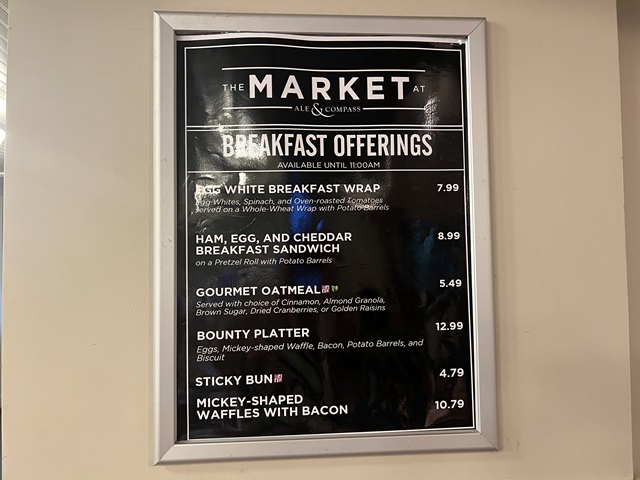 THE MARKET AT
ALE & COMPASS
BREAKFAST OFFERINGS
AVAILABLE UNTIL 11:00AM
EGG WHITE BREAKFAST WRAP 7.99
Egg Whites, Spinach, and Oven-roasted Tomatoes
served on a Whole-Wheat Wrap with Potato Barrels
HAM, EGG, AND CHEDDAR
BREAKFAST SANDWICH 8.99
on a Pretzel Roll with Potato Barrels
GOURMET OATMEAL 5.49
Served with choice of Cinnamon, Almond Granola,
Brown Sugar, Dried Cranberries, or Golden Raisins
BOUNTY PLATTER 12.99
Eggs, Mickey-shaped Waffle, Bacon, Potato Barrels, and
Biscuit
STICKY BUN 4.79
MICKEY-SHAPED
WAFFLES WITH BACON 10.79